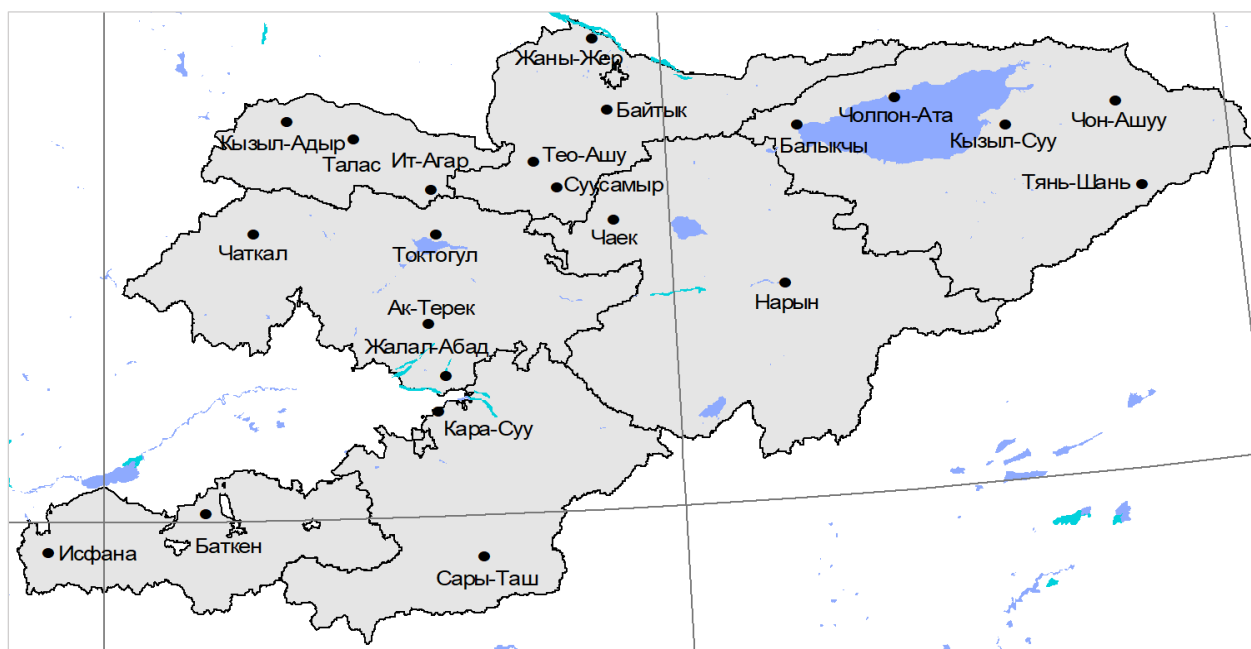 Жаны-Жер
Байтык
Чолпон-Ата
Чон-Ашуу
Кызыл-Адыр
Талас
Ит-Агар
Тео-Ашу
Балыкчы
Кызыл-Суу
Суусамыр
Тянь-Шань
Чаек
Чаткал
Токтогул
Нарын
Ак-Терек
Жалал-Абад
Кара-Суу
Исфана
Баткен
Сары-Таш